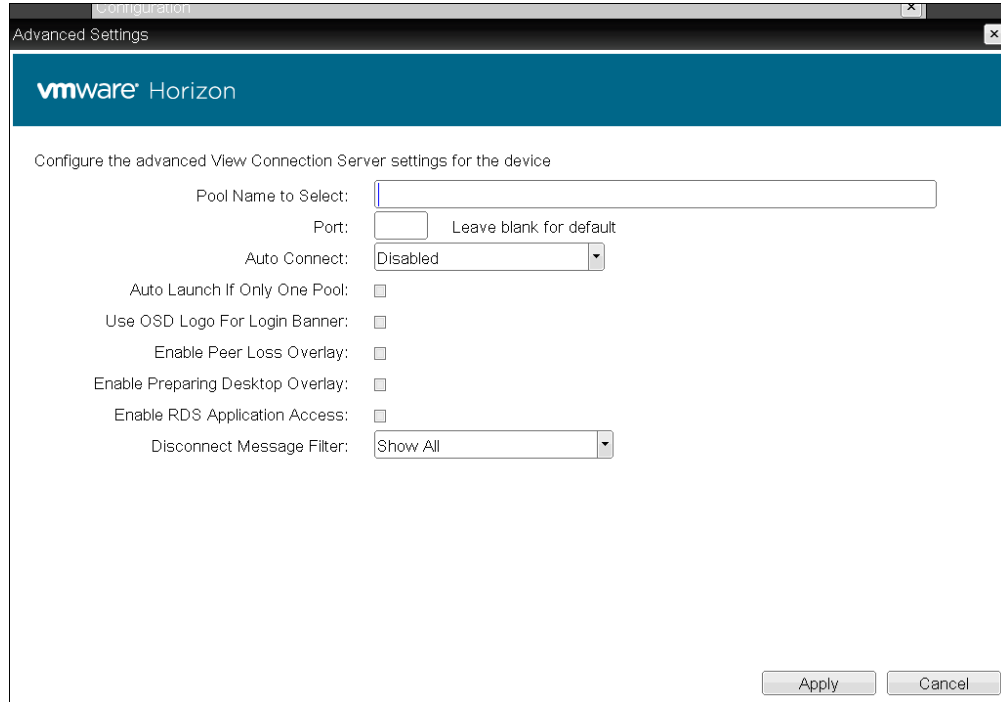 Configuration
Advanced Settings
vmware Horizon
Configure the advanced View Connection Server settings for the device
Pool Name to Select:
Port: Leave blank for default
Auto Connect: Disabled
Auto Launch If Only One Pool:
Use OSD Logo For Login Banner:
Enable Peer Loss Overlay:
Enable Preparing Desktop Overlay:
Enable RDS Application Access:
Disconnect Message Filter: Show All
Apply Cancel